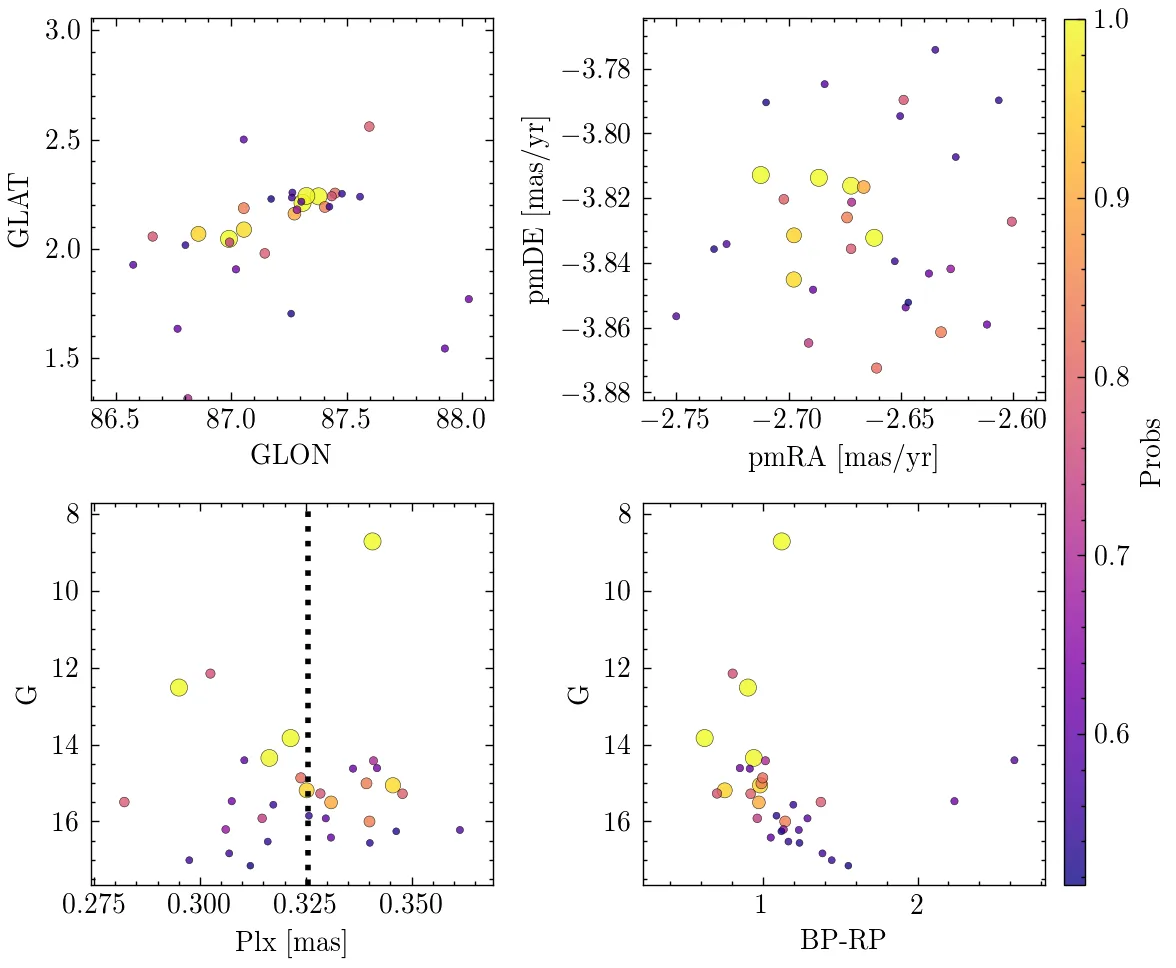 3.0
2.5
2.0
1.5
GLAT
86.5 87.0 87.5 88.0
GLON
−3.78
−3.80
−3.82
−3.84
−3.86
−3.88
pmDE [mas/yr]
−2.75 −2.70 −2.65 −2.60
pmRA [mas/yr]
8
10
12
14
16
G
0.275 0.300 0.325 0.350
Plx [mas]
8
10
12
14
16
G
1 2
BP-RP
1.0
0.9
0.8
0.7
0.6
Probs